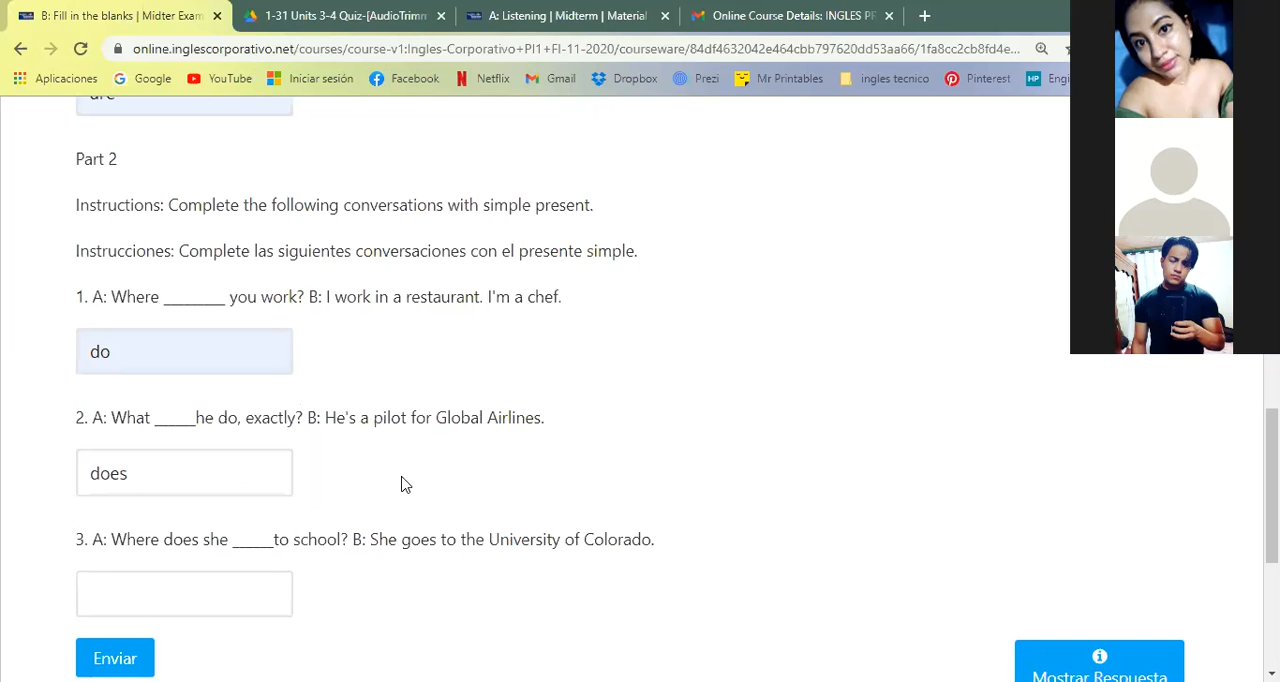 B: Fill in the blanks | Midter Exam
1-31 Units 3-4 Quiz-[AudioTrimm
A: Listening | Midterm | Material
Online Course Details: INGLES PR
online.inglescorporativo.net/courses/course-v1:Ingles-Corporativo+PI1+FI-11-2020/courseware/84df4632042e464cbb797620dd53aa66/1fa8cc2cb8fd4e...
Aplicaciones Google YouTube Iniciar sesión Facebook Netflix Gmail Dropbox Prezi Mr Printables ingles tecnico Pinterest Engl
are
Part 2
Instructions: Complete the following conversations with simple present.
Instrucciones: Complete las siguientes conversaciones con el presente simple.
1. A: Where ________ you work? B: I work in a restaurant. I'm a chef.
do
2. A: What _____he do, exactly? B: He's a pilot for Global Airlines.
does
3. A: Where does she _____to school? B: She goes to the University of Colorado.
Enviar
Mostrar Respuesta